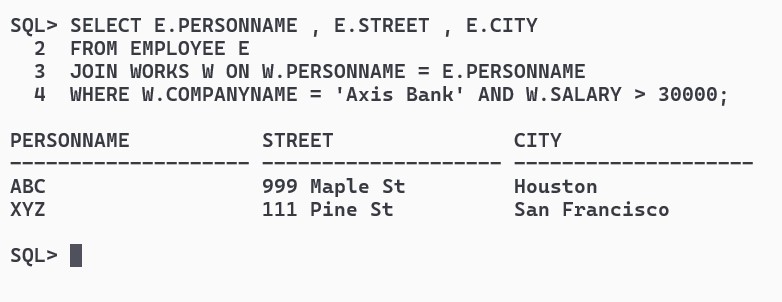 SQL> SELECT E.PERSONNAME , E.STREET , E.CITY
  2  FROM EMPLOYEE E
  3  JOIN WORKS W ON W.PERSONNAME = E.PERSONNAME
  4  WHERE W.COMPANYNAME = 'Axis Bank' AND W.SALARY > 30000;

PERSONNAME           STREET               CITY
-------------------- -------------------- --------------------
ABC                  999 Maple St         Houston
XYZ                  111 Pine St          San Francisco

SQL>